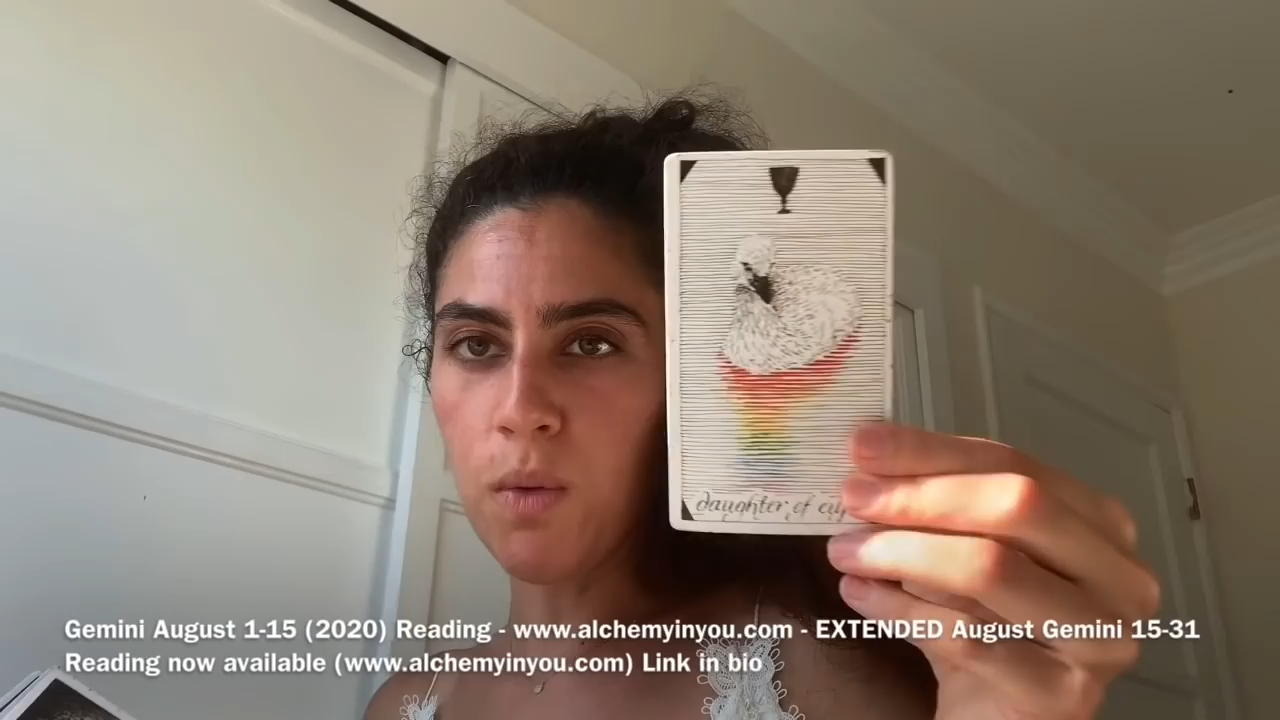 daughter of
Gemini August 1-15 (2020) Reading - www.alchemyinyou.com - EXTENDED August Gemini 15-31
Reading now available (www.alchemyinyou.com) Link in bio